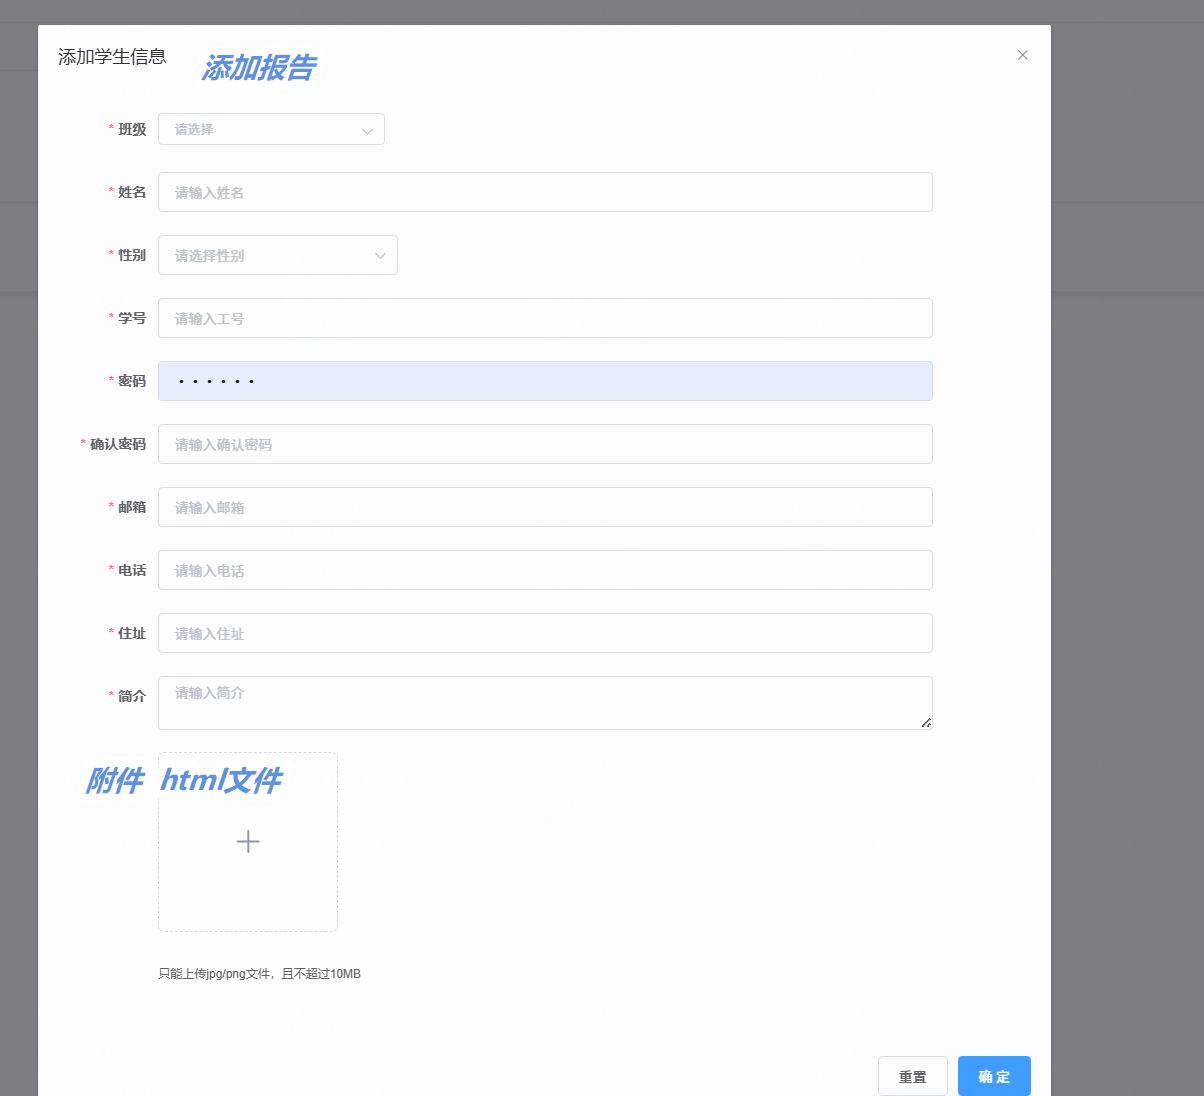 添加学生信息 添加报告
* 班级 请选择
* 姓名 请输入姓名
* 性别 请选择性别
* 学号 请输入工号
* 密码 ······
* 确认密码 请输入确认密码
* 邮箱 请输入邮箱
* 电话 请输入电话
* 住址 请输入住址
* 简介 请输入简介
附件 html文件
只能上传jpg/png文件，且不超过10MB
重置 确 定